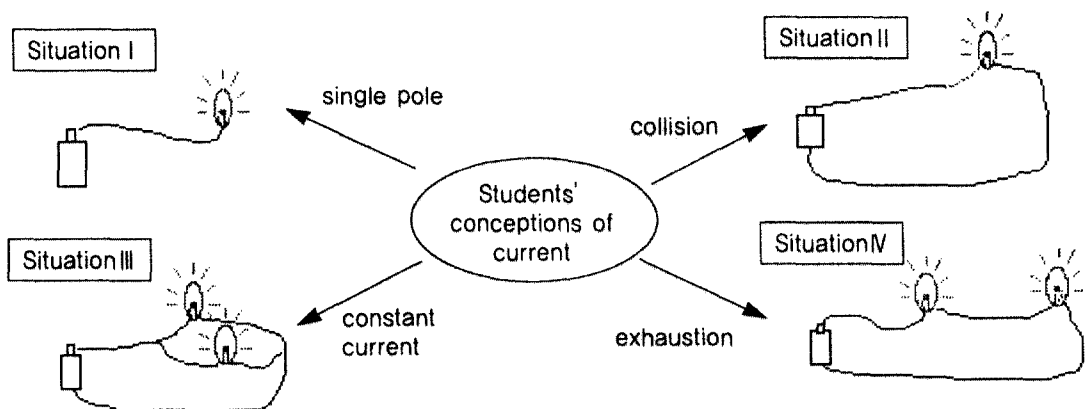 Situation I
single pole
Situation II
collision
Students'
conceptions of
current
Situation III
constant
current
Situation IV
exhaustion